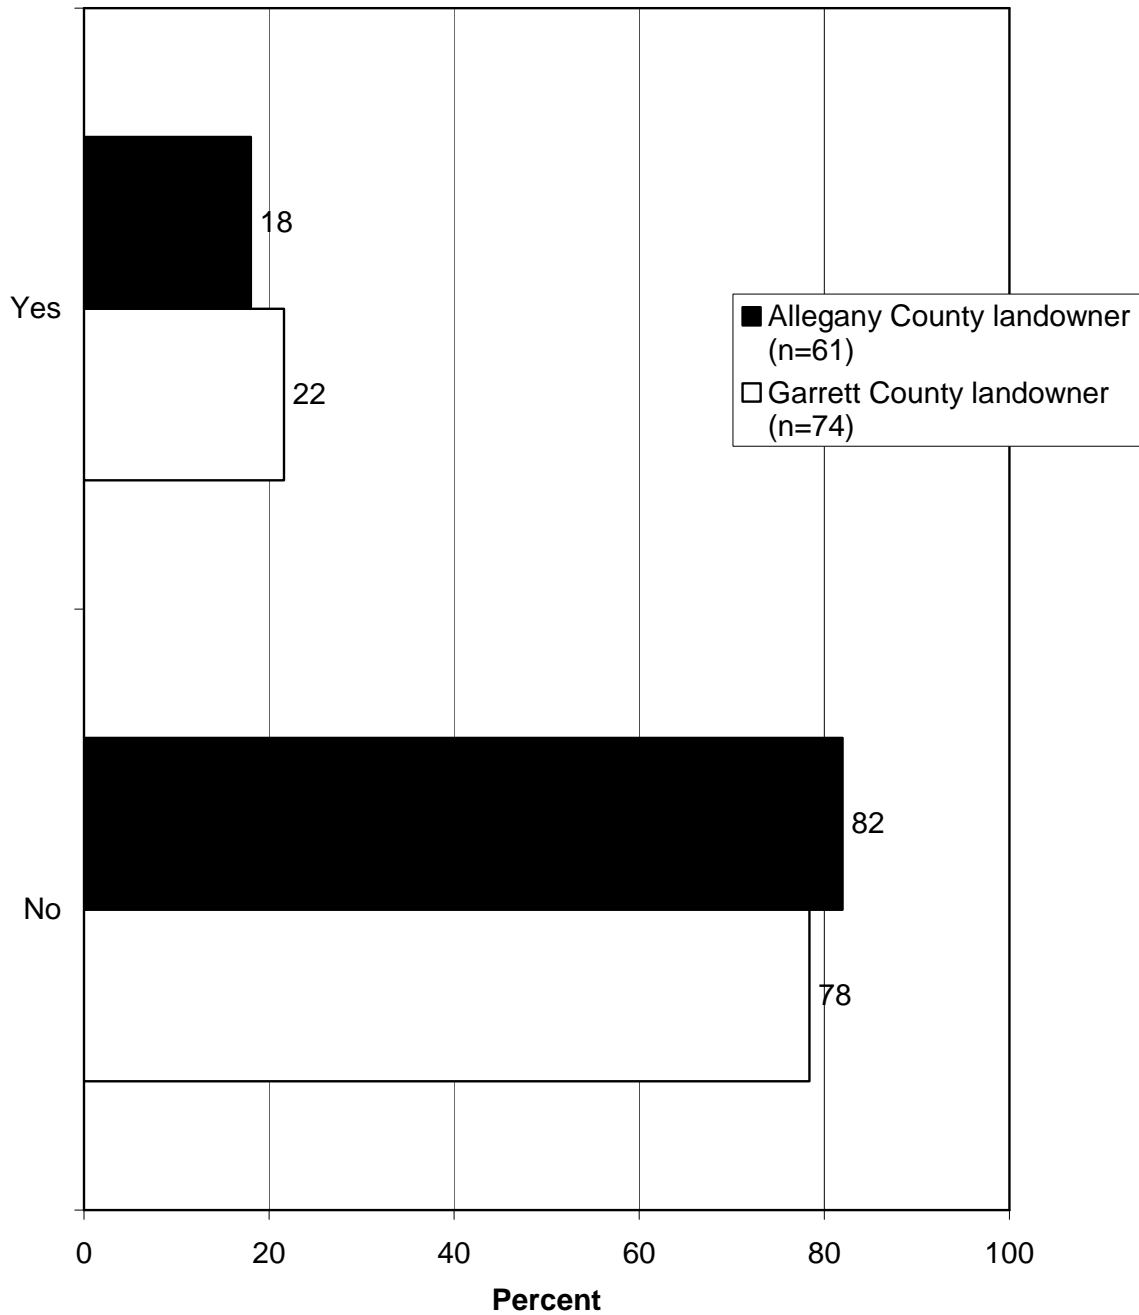 18
Yes
Allegany County landowner
(n=61)
22
Garrett County landowner
(n=74)
82
No
78
0 20 40 60 80 100
Percent